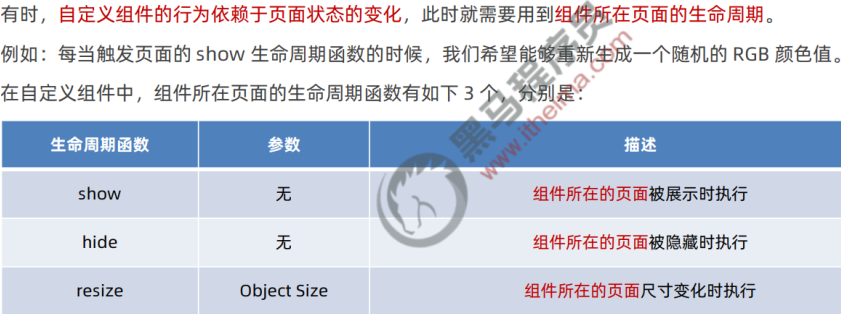 有时，自定义组件的行为依赖于页面状态的变化，此时就需要用到组件所在页面的生命周期。
例如：每当触发页面的 show 生命周期函数的时候，我们希望能够重新生成一个随机的 RGB 颜色值。
在自定义组件中，组件所在页面的生命周期函数有如下 3 个，分别是：
生命周期函数 参数 描述
show 无 组件所在的页面被展示时执行
hide 无 组件所在的页面被隐藏时执行
resize Object Size 组件所在的页面尺寸变化时执行
黑马程序员
www.itheima.com